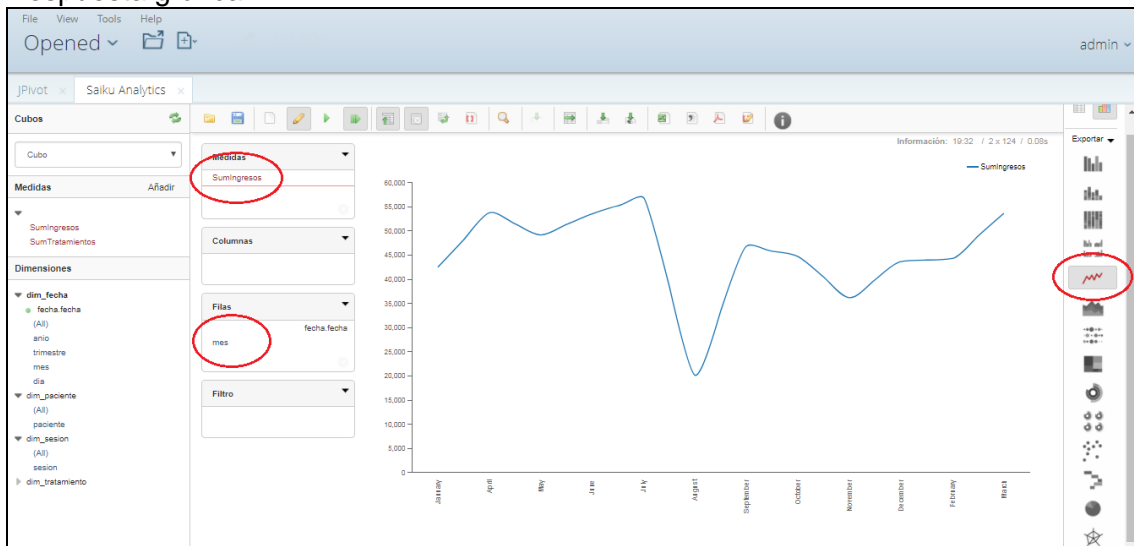 File View Tools Help
Opened
admin
JPivot × Saiku Analytics ×
Cubos
Cubo
Medidas Añadir
SumIngresos
SumTratamientos
Dimensiones
dim_fecha
fecha.fecha
(All)
anio
trimestre
mes
dia
dim_paciente
(All)
paciente
dim_sesion
(All)
sesion
dim_tratamiento
Medidas
SumIngresos
Columnas
Filas
fecha.fecha
mes
Filtro
Información: 19:32 / 2 x 124 / 0.08s
SumIngresos
60,000
55,000
50,000
45,000
40,000
35,000
30,000
25,000
20,000
15,000
10,000
5,000
0
January
April
May
June
July
August
September
October
November
December
February
March
Exportar